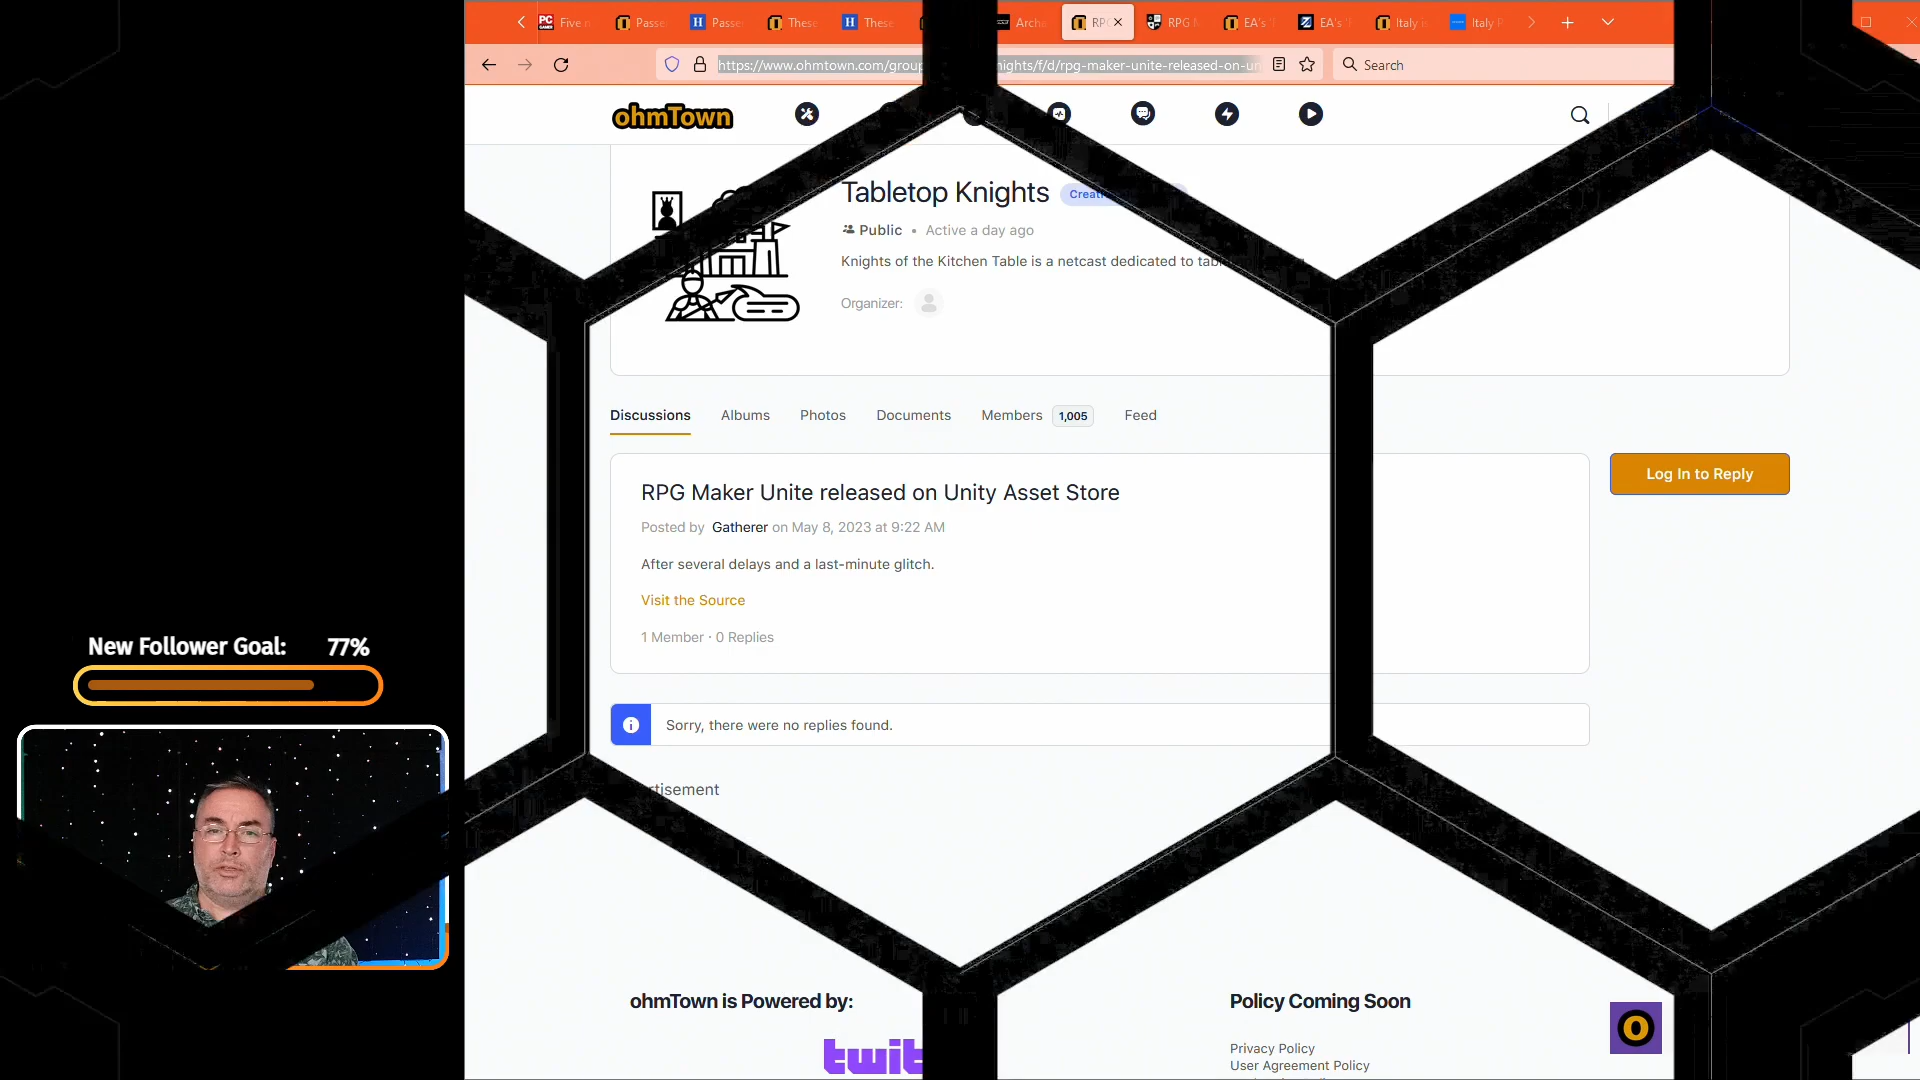 Five
Passe
Passe
These
These
Archa
RPG
RPG M
EA's
EA's
Italy
Italy
https://www.ohmtown.com/group
nights/f/d/rpg-maker-unite-released-on-un
Search
ohmTown
Tabletop Knights
Public • Active a day ago
Knights of the Kitchen Table is a netcast dedicated to
Organizer:
Discussions Albums Photos Documents Members 1,005 Feed
RPG Maker Unite released on Unity Asset Store
Log In to Reply
Posted by Gatherer on May 8, 2023 at 9:22 AM
After several delays and a last-minute glitch.
Visit the Source
1 Member · 0 Replies
New Follower Goal: 77%
Sorry, there were no replies found.
rtisement
ohmTown is Powered by:
twit
Policy Coming Soon
Privacy Policy
User Agreement Policy
O